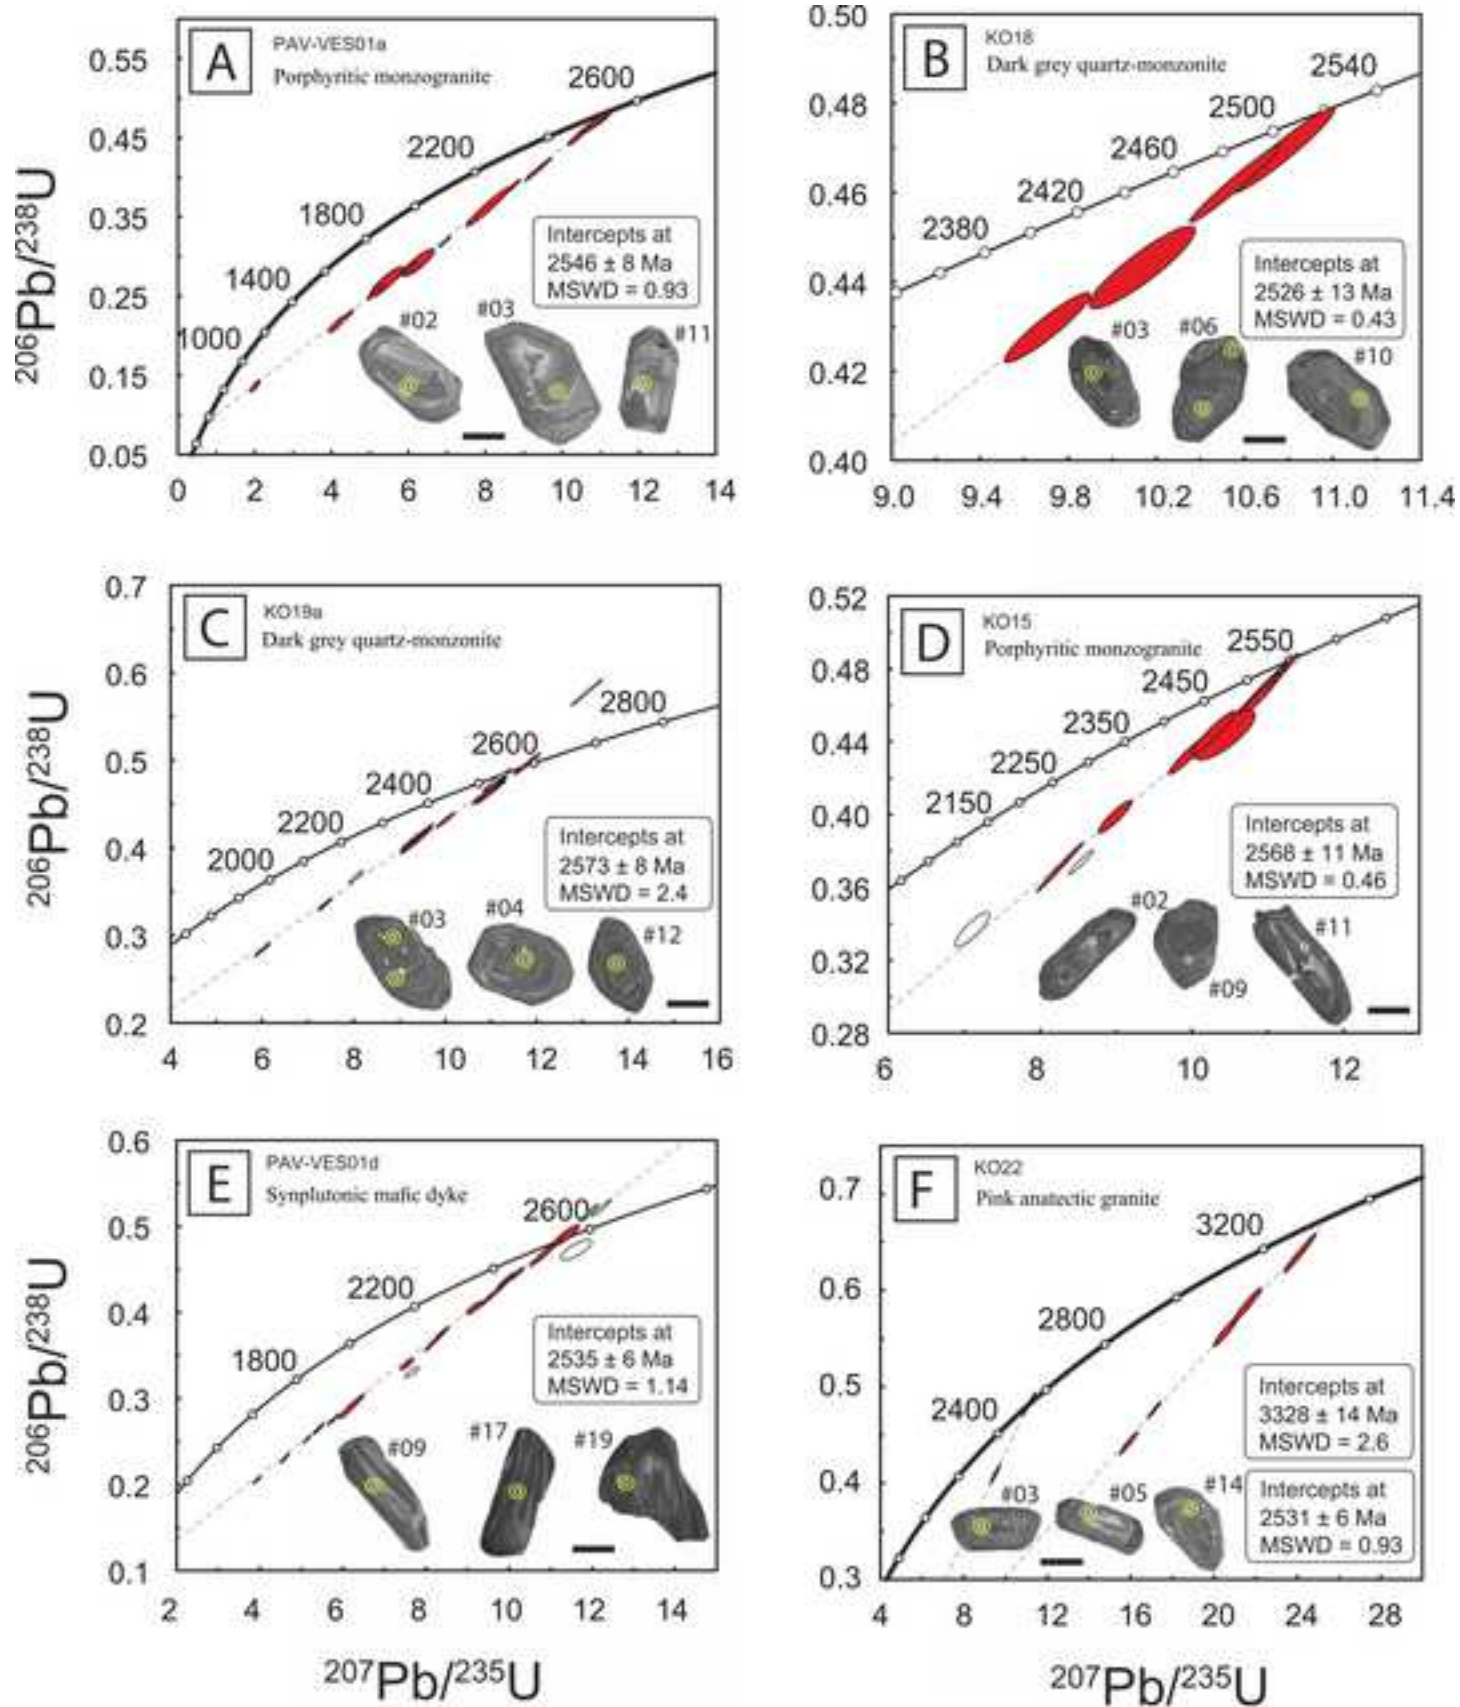 A
PAV-VES01a
Porphyritic monzogranite
0.55
0.45
0.35
0.25
0.15
0.05
2600
2200
1800
1400
1000
Intercepts at
2546 ± 8 Ma
MSWD = 0.93
#02
#03
#11
0 2 4 6 8 10 12 14
206Pb/238U
B
KO18
Dark grey quartz-monzonite
0.50
0.48
0.46
0.44
0.42
0.40
2540
2500
2460
2420
2380
Intercepts at
2526 ± 13 Ma
MSWD = 0.43
#03
#06
#10
9.0 9.4 9.8 10.2 10.6 11.0 11.4
C
KO19a
Dark grey quartz-monzonite
0.7
0.6
0.5
0.4
0.3
0.2
2800
2600
2400
2200
2000
Intercepts at
2573 ± 8 Ma
MSWD = 2.4
#03
#04
#12
4 6 8 10 12 14 16
206Pb/238U
D
KO15
Porphyritic monzogranite
0.52
0.48
0.44
0.40
0.36
0.32
0.28
2550
2450
2350
2250
2150
Intercepts at
2568 ± 11 Ma
MSWD = 0.46
#02
#09
#11
6 8 10 12
E
PAV-VES01d
Synplutonic mafic dyke
0.6
0.5
0.4
0.3
0.2
0.1
2600
2200
1800
Intercepts at
2535 ± 6 Ma
MSWD = 1.14
#09
#17
#19
2 4 6 8 10 12 14
206Pb/238U
207Pb/235U
F
KO22
Pink anatectic granite
0.7
0.6
0.5
0.4
0.3
3200
2800
2400
Intercepts at
3328 ± 14 Ma
MSWD = 2.6
Intercepts at
2531 ± 6 Ma
MSWD = 0.93
#03
#05
#14
4 8 12 16 20 24 28
207Pb/235U